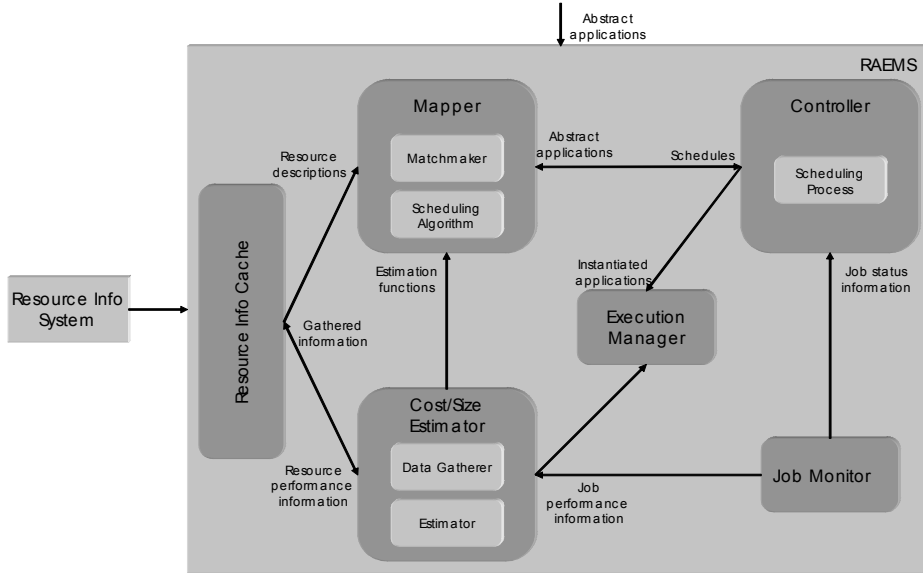 Abstract
applications
RAEMS
Mapper
Matchmaker
Scheduling
Algorithm
Controller
Scheduling
Process
Abstract
applications
Schedules
Resource
descriptions
Resource Info Cache
Resource Info
System
Estimation
functions
Instantiated
applications
Job status
information
Gathered
information
Execution
Manager
Cost/Size
Estimator
Data Gatherer
Estimator
Resource
performance
information
Job
performance
information
Job Monitor